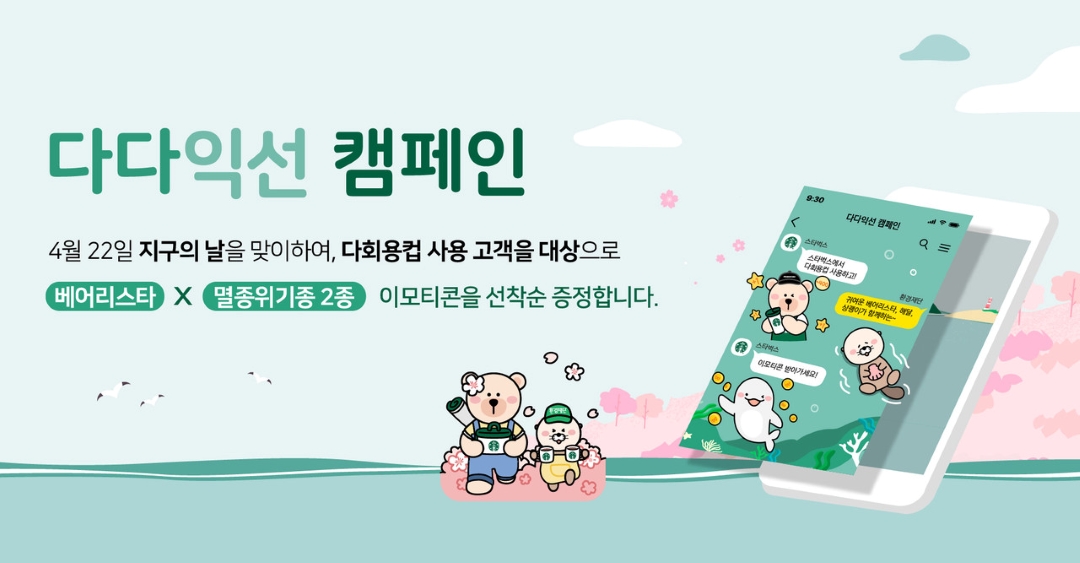 다다익선 캠페인
4월 22일 지구의 날을 맞이하여, 다회용컵 사용 고객을 대상으로
베어리스타 X 멸종위기종 2종 이모티콘을 선착순 증정합니다.
9:30
다다익선 캠페인
스타벅스
스타벅스에서
다회용컵 사용하고!
환경재단
귀여운 베어리스타, 해달,
상괭이가 함께하는~
스타벅스
이모티콘 받아가세요!
환경재단